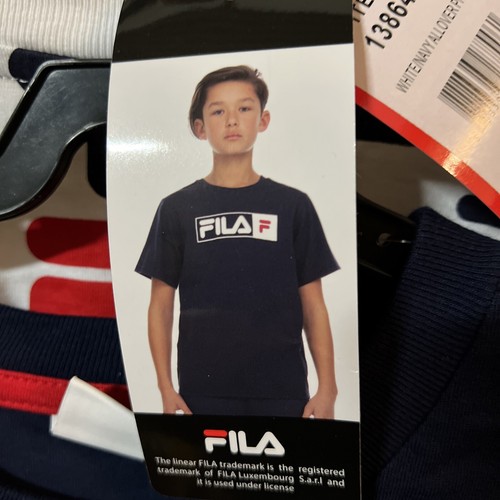 ITE
13864
WHITE/NAVY ALLOVER P
FILA F
FILA
The linear FILA trademark is the registered
trademark of FILA Luxembourg S.a.r.l and
it is used under license